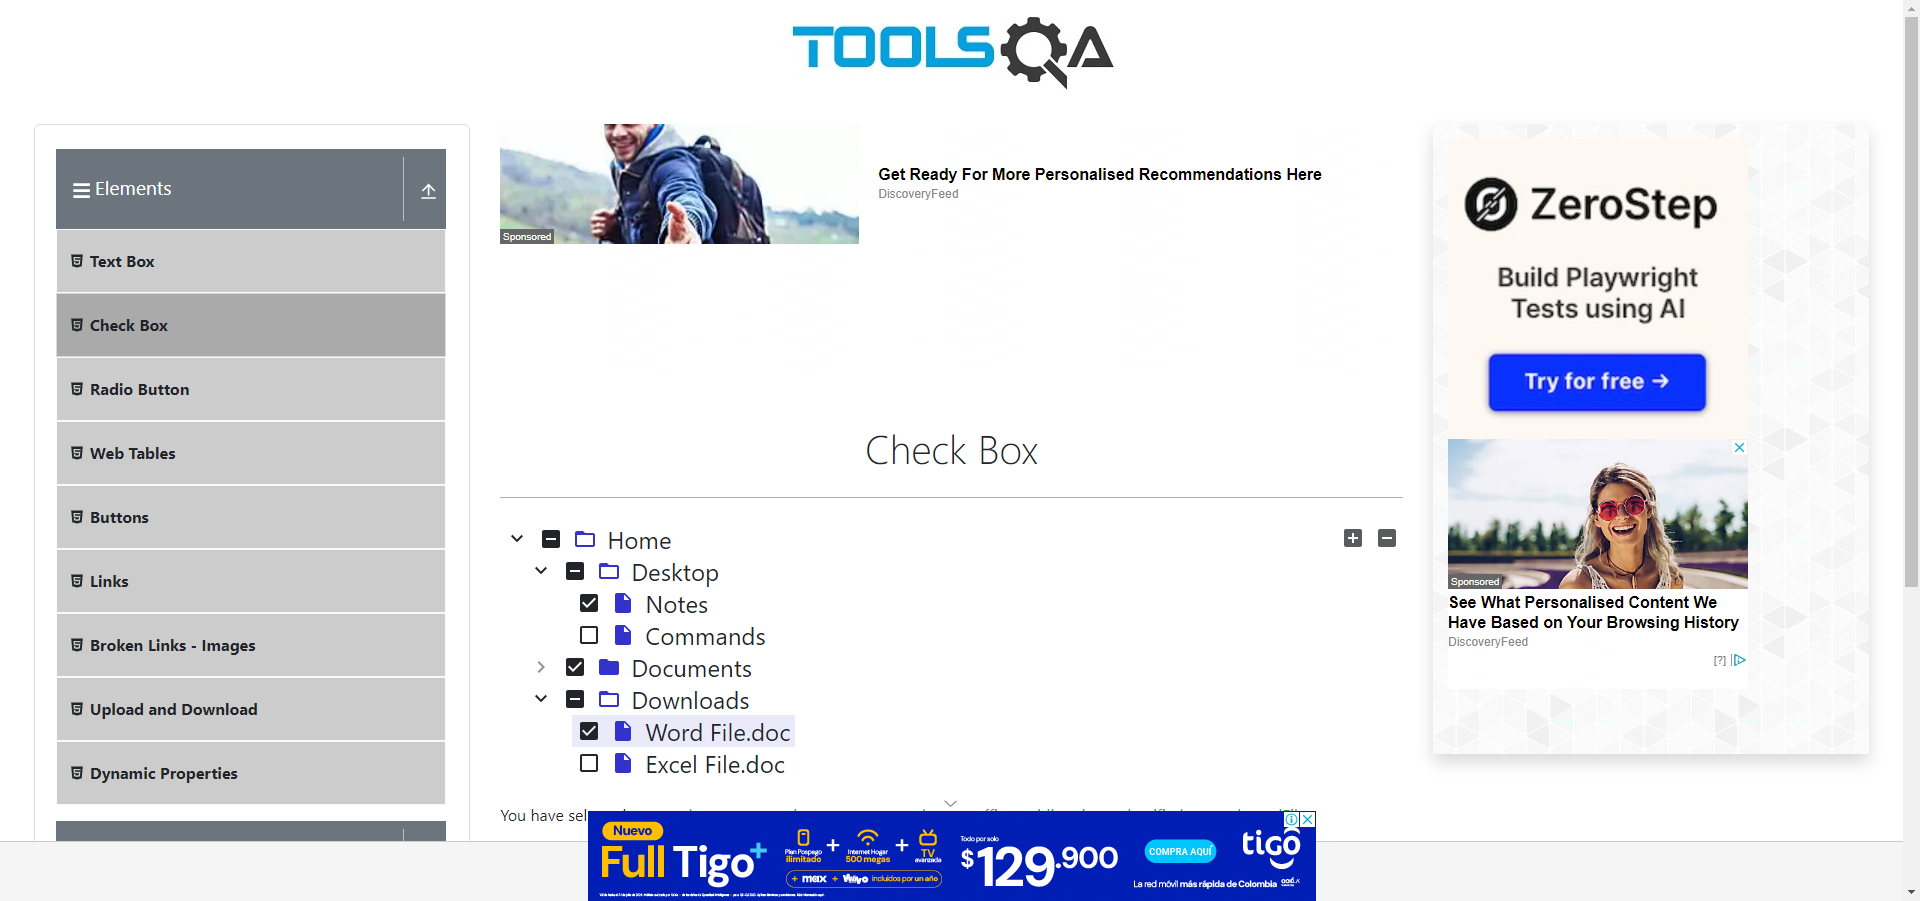 TOOLSQA
Elements
Text Box
Check Box
Radio Button
Web Tables
Buttons
Links
Broken Links - Images
Upload and Download
Dynamic Properties
Sponsored
Get Ready For More Personalised Recommendations Here
DiscoveryFeed
Check Box
Home
Desktop
Notes
Commands
Documents
Downloads
Word File.doc
Excel File.doc
You have sel
ZeroStep
Build Playwright
Tests using AI
Try for free →
Sponsored
See What Personalised Content We
Have Based on Your Browsing History
DiscoveryFeed
[?]
Nuevo
Full Tigo+
Plan Pospago
ilimitado
+
Internet Hogar
500 megas
+
TV
avanzada
+ max + Wiivo incluidos por un año
Todo por solo
$129.900
COMPRA AQUÍ
tigo
La red móvil más rápida de Colombia